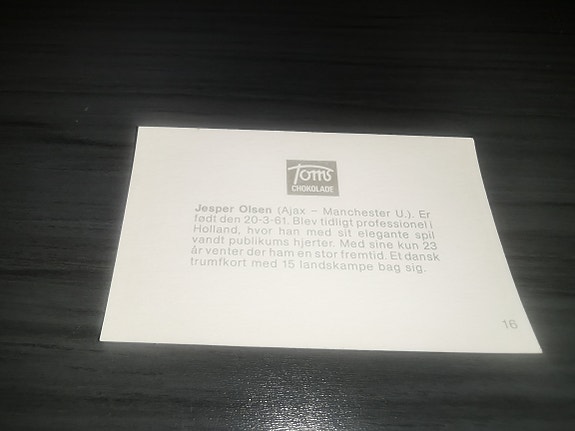 Toms
CHOKOLADE
Jesper Olsen (Ajax – Manchester U.). Er
født den 20-3-61. Blev tidligt professionel i
Holland, hvor han med sit elegante spil
vandt publikums hjerter. Med sine kun 23
år venter der ham en stor fremtid. Et dansk
trumfkort med 15 landskampe bag sig.
16